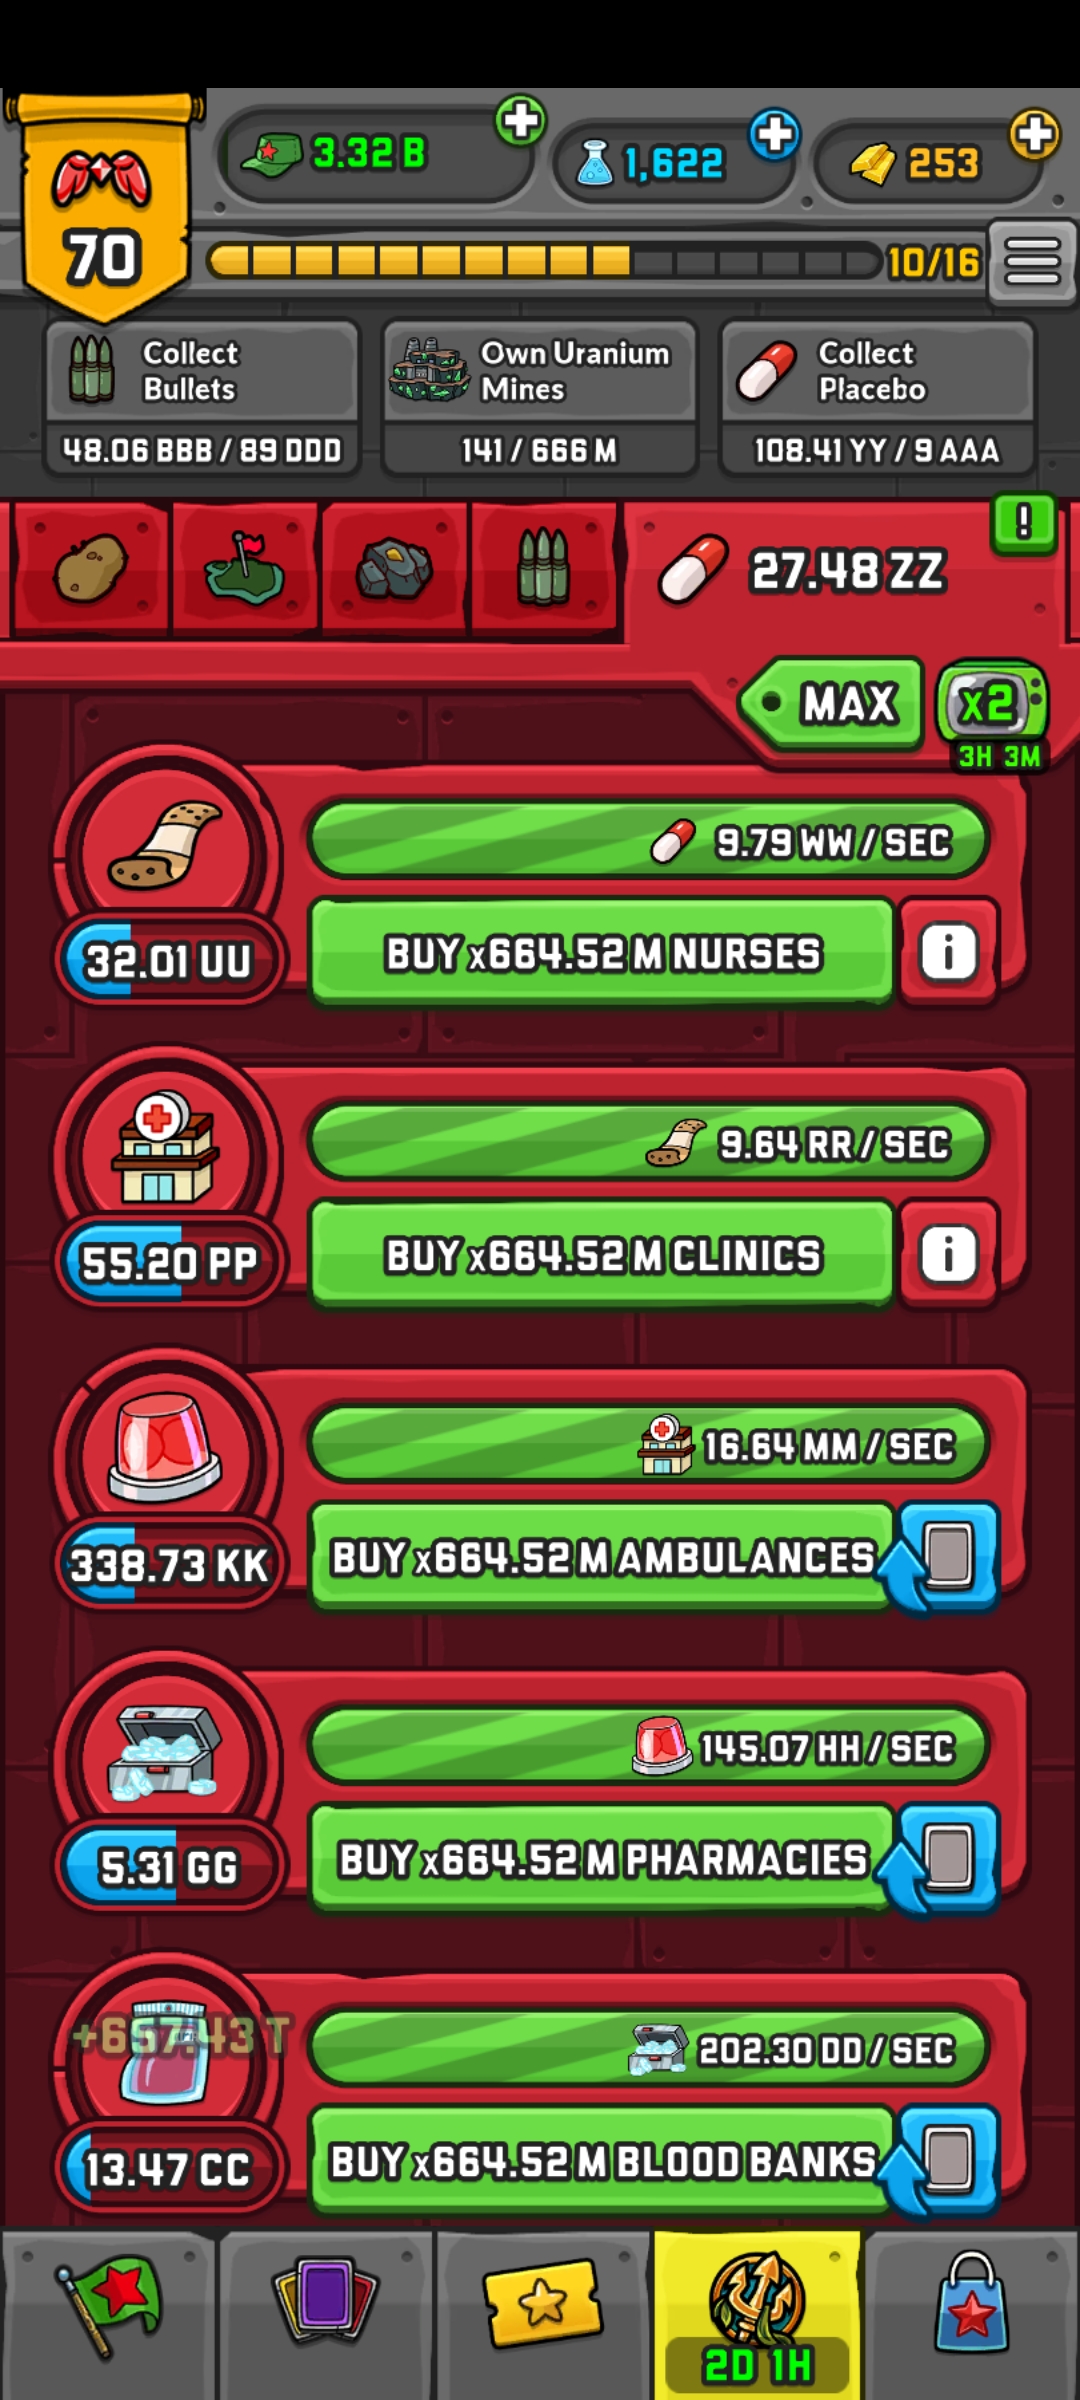 3.32 B
1,622
253
70
10/16
Collect
Bullets
48.06 BBB / 89 DDD
Own Uranium
Mines
141 / 666 M
Collect
Placebo
108.41 YY / 9 AAA
!
27.48 ZZ
MAX
x2
3H 3M
9.79 WW / SEC
32.01 UU
BUY x664.52 M NURSES
i
9.64 RR / SEC
55.20 PP
BUY x664.52 M CLINICS
i
16.64 MM / SEC
338.73 KK
BUY x664.52 M AMBULANCES
145.07 HH / SEC
5.31 GG
BUY x664.52 M PHARMACIES
+657.43 T
202.30 DD / SEC
13.47 CC
BUY x664.52 M BLOOD BANKS
2D 1H